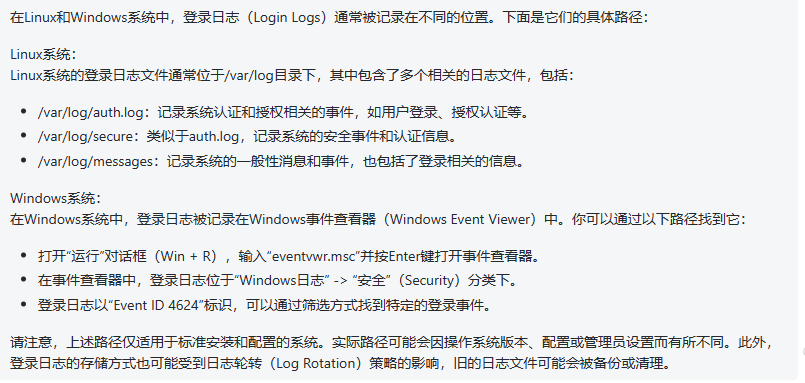 在Linux和Windows系统中，登录日志（Login Logs）通常被记录在不同的位置。下面是它们的具体路径：
Linux系统：
Linux系统的登录日志文件通常位于/var/log目录下，其中包含了多个相关的日志文件，包括：
• /var/log/auth.log：记录系统认证和授权相关的事件，如用户登录、授权认证等。
• /var/log/secure：类似于auth.log，记录系统的安全事件和认证信息。
• /var/log/messages：记录系统的一般性消息和事件，也包括了登录相关的信息。
Windows系统：
在Windows系统中，登录日志被记录在Windows事件查看器（Windows Event Viewer）中。你可以通过以下路径找到它：
• 打开“运行”对话框（Win + R），输入“eventvwr.msc”并按Enter键打开事件查看器。
• 在事件查看器中，登录日志位于“Windows日志” -> “安全”（Security）分类下。
• 登录日志以“Event ID 4624”标识，可以通过筛选方式找到特定的登录事件。
请注意，上述路径仅适用于标准安装和配置的系统。实际路径可能会因操作系统版本、配置或管理员设置而有所不同。此外，
登录日志的存储方式也可能受到日志轮转（Log Rotation）策略的影响，旧的日志文件可能会被备份或清理。